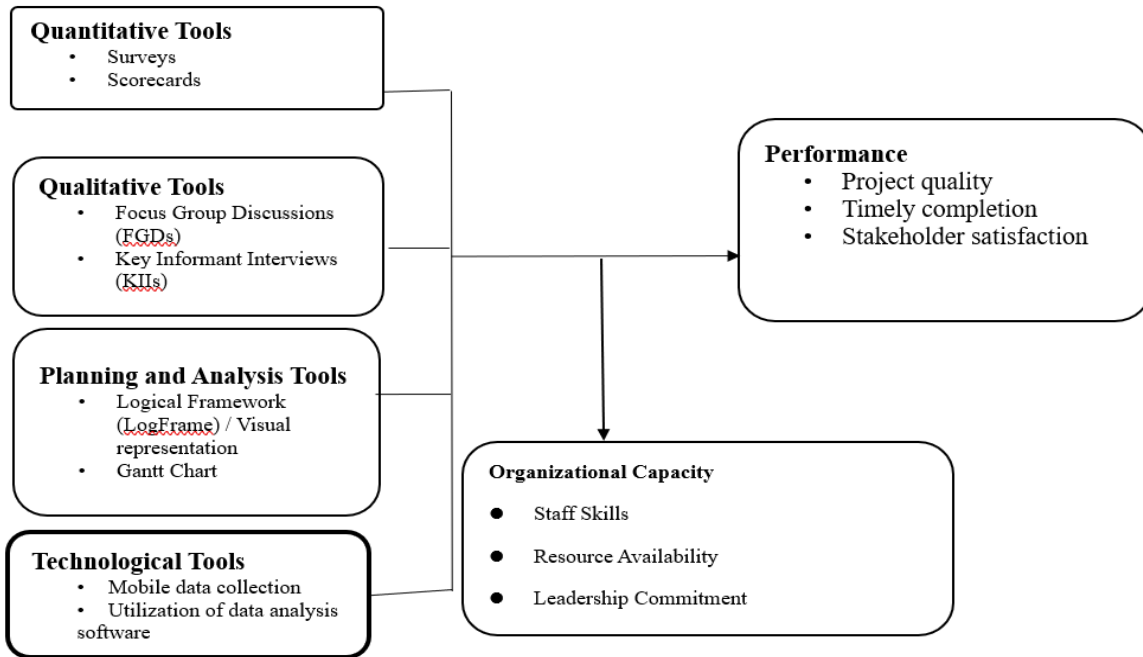 Quantitative Tools
• Surveys
• Scorecards
Qualitative Tools
• Focus Group Discussions
(FGDs)
• Key Informant Interviews
(KIIs)
Planning and Analysis Tools
• Logical Framework
(LogFrame) / Visual
representation
• Gantt Chart
Technological Tools
• Mobile data collection
• Utilization of data analysis
software
Performance
• Project quality
• Timely completion
• Stakeholder satisfaction
Organizational Capacity
● Staff Skills
● Resource Availability
● Leadership Commitment